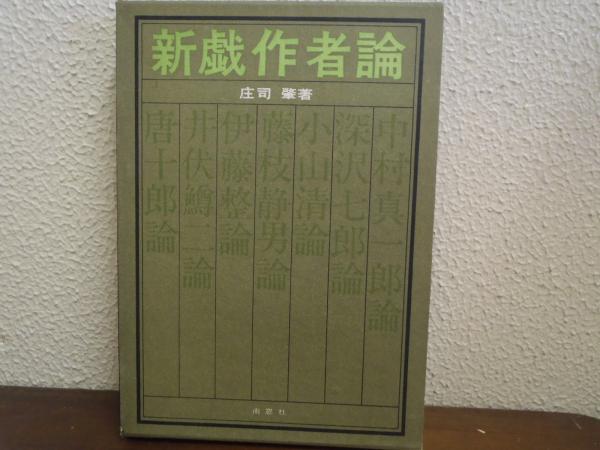 新戯作者論
庄司 肇著
中村真一郎論
深沢七郎論
小山清論
藤枝静男論
伊藤整論
井伏鱒二論
唐十郎論
南窓社